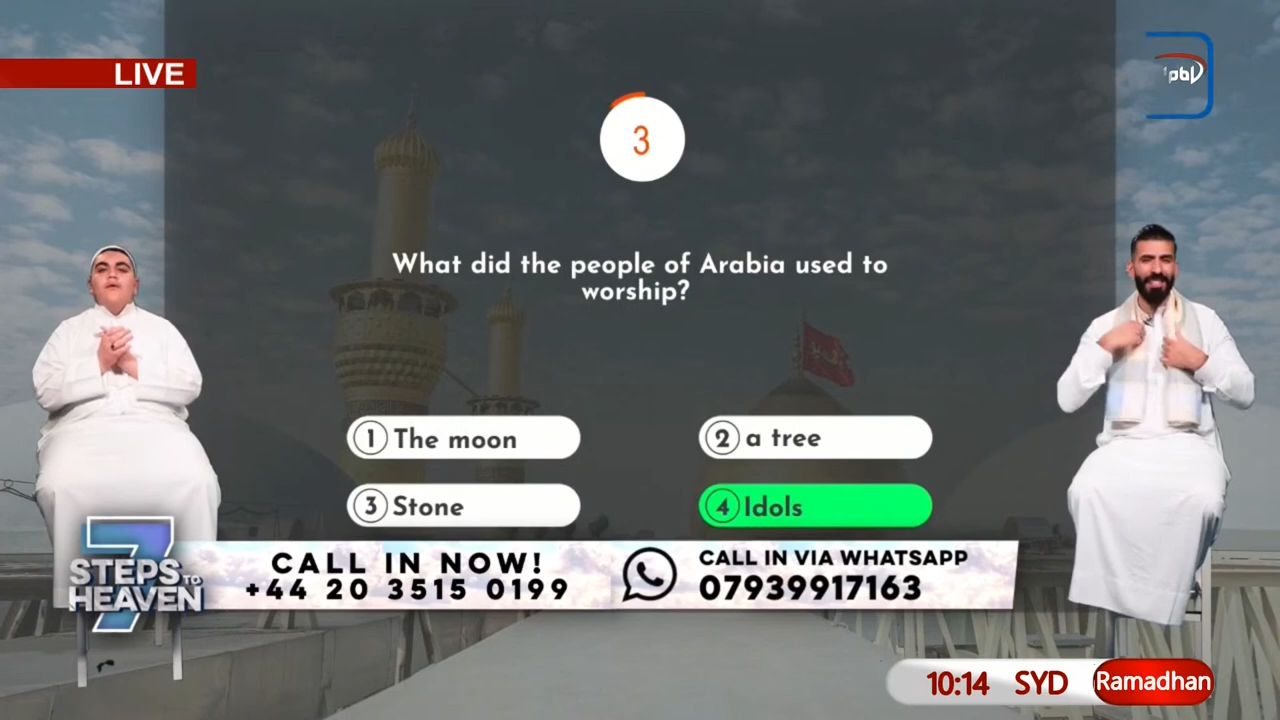 LIVE
3
What did the people of Arabia used to
worship?
1 The moon
2 a tree
3 Stone
4 Idols
7
STEPS TO
HEAVEN
CALL IN NOW!
+44 20 3515 0199
CALL IN VIA WHATSAPP
07939917163
10:14 SYD Ramadhan